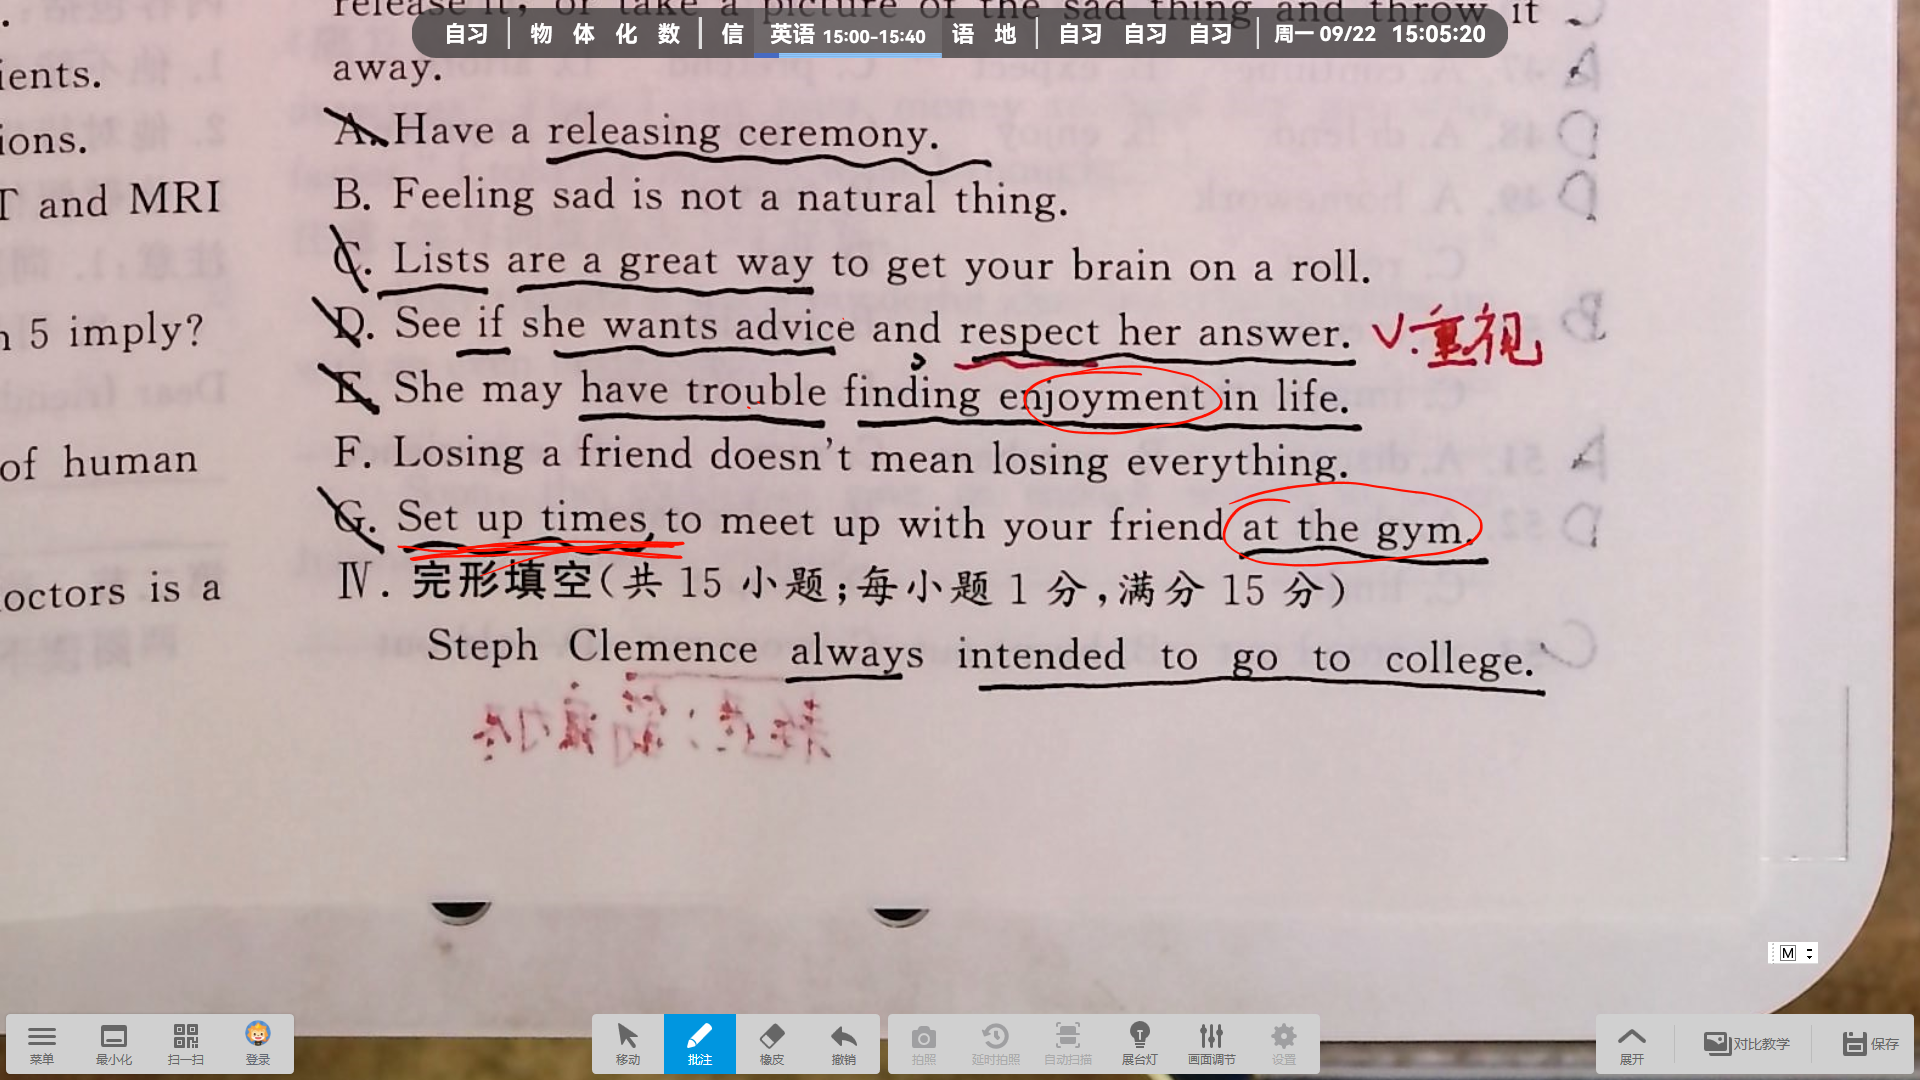 release it, or take a picture of the sad thing and throw it
自习 物 体 化 数 信 英语 15:00-15:40 语 地 自习 自习 自习 周一 09/22 15:05:20
away.
A. Have a releasing ceremony.
B. Feeling sad is not a natural thing.
C. Lists are a great way to get your brain on a roll.
D. See if she wants advice and respect her answer. V.重视
E. She may have trouble finding enjoyment in life.
F. Losing a friend doesn't mean losing everything.
G. Set up times to meet up with your friend at the gym.
Ⅳ. 完形填空(共 15 小题;每小题 1 分,满分 15 分)
Steph Clemence always intended to go to college.
ients.
ions.
T and MRI
n 5 imply?
of human
octors is a
M
菜单 最小化 扫一扫 登录 移动 批注 橡皮 撤销 拍照 延时拍照 自动扫描 展台灯 画面调节 设置 展开 对比教学 保存